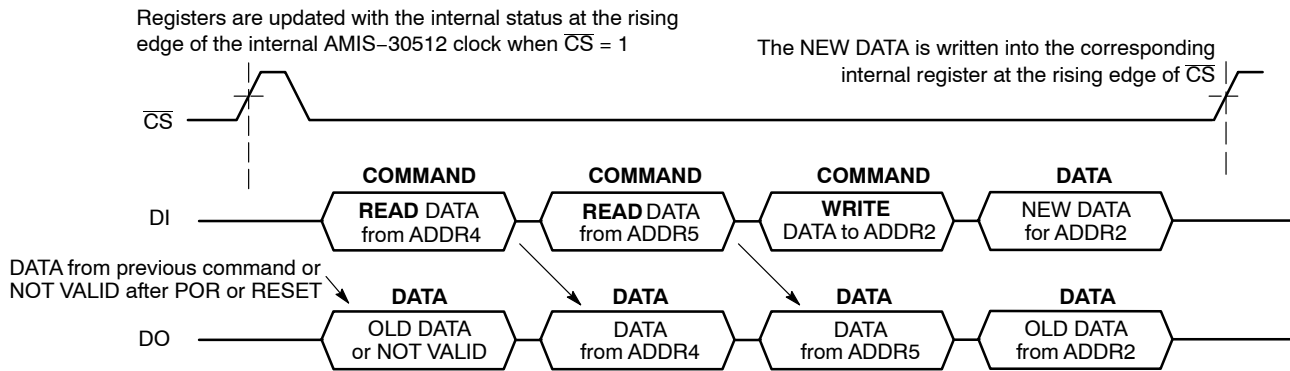 Registers are updated with the internal status at the rising
edge of the internal AMIS−30512 clock when CS = 1
The NEW DATA is written into the corresponding
internal register at the rising edge of CS
CS
COMMAND COMMAND COMMAND DATA
DI
READ DATA
from ADDR4
READ DATA
from ADDR5
WRITE
DATA to ADDR2
NEW DATA
for ADDR2
DATA from previous command or
NOT VALID after POR or RESET
DATA DATA DATA DATA
DO
OLD DATA
or NOT VALID
DATA
from ADDR4
DATA
from ADDR5
OLD DATA
from ADDR2